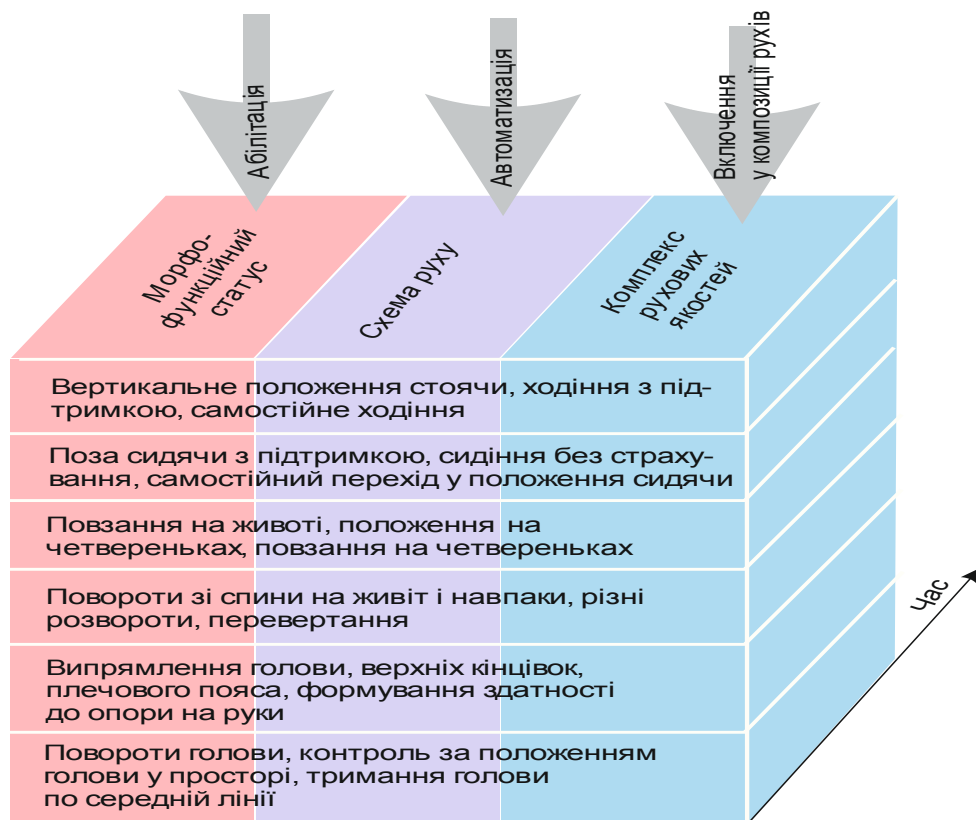 Абілітація
Автоматизація
Включення
у композиції рухів
Морфо-
функційний
статус
Схема руху
Комплекс
рухових
якостей
Вертикальне положення стоячи, ходіння з під-
тримкою, самостійне ходіння
Поза сидячи з підтримкою, сидіння без страху-
вання, самостійний перехід у положення сидячи
Повзання на животі, положення на
четвереньках, повзання на четвереньках
Повороти зі спини на живіт і навпаки, різні
розвороти, перевертання
Випрямлення голови, верхніх кінцівок,
плечового пояса, формування здатності
до опори на руки
Повороти голови, контроль за положенням
голови у просторі, тримання голови
по середній лінії
Час